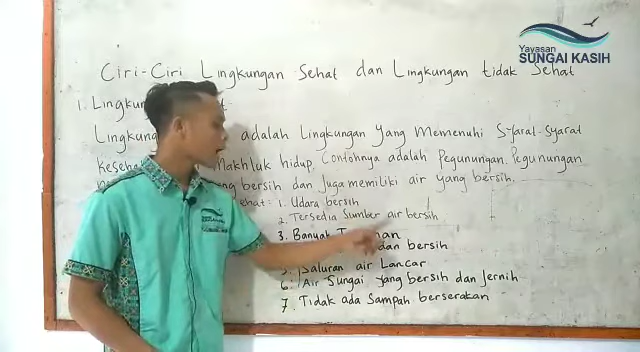 Yayasan
SUNGAI KASIH
Ciri-Ciri Lingkungan Sehat dan Lingkungan tidak Sehat
1. Lingkun
Lingkung adalah Lingkungan yang Memenuhi Syarat-syarat
keseh Makhluk hidup. Contohnya adalah Pegunungan. Pegunungan
ng bersih dan Juga memiliki air yang bersih.
ehat: 1. Udara bersih
2. Tersedia Sumber air bersih
3. Banyak T man
dan bersih
5. Saluran air Lancar
6. Air Sungai yang bersih dan Jernih
7. Tidak ada Sampah berserakan